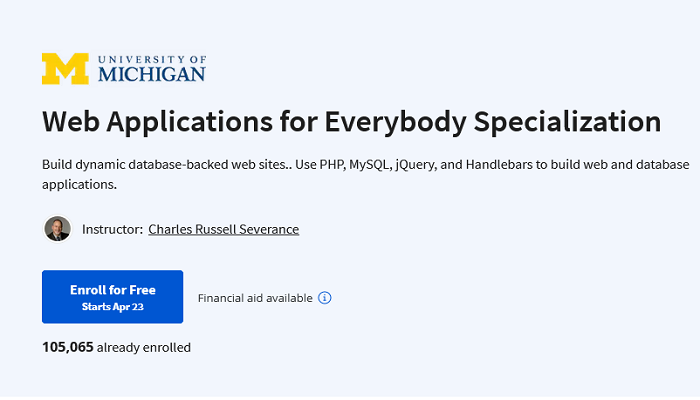 UNIVERSITY OF
MICHIGAN
Web Applications for Everybody Specialization
Build dynamic database-backed web sites.. Use PHP, MySQL, jQuery, and Handlebars to build web and database
applications.
Instructor: Charles Russell Severance
Enroll for Free
Starts Apr 23
Financial aid available
105,065 already enrolled